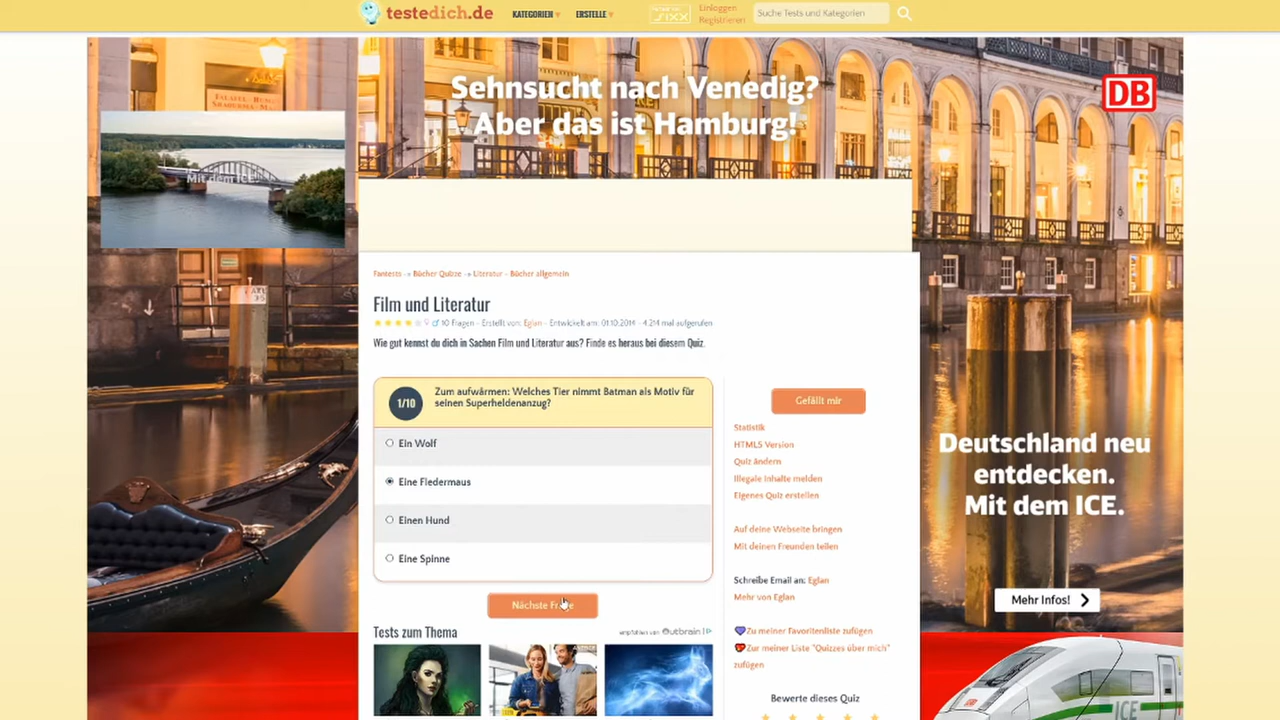 testedich.de
KATEGORIEN
ERSTELLE
sixx
Einloggen
Registrieren
Suche Tests und Kategorien
Sehnsucht nach Venedig?
Aber das ist Hamburg!
DB
Mit dem ICE.
Fantests -> Bücher Quizze -> Literatur - Bücher allgemein
Film und Literatur
10 Fragen - Erstellt von: Eglan - Entwickelt am: 01.10.2014 - 4.214 mal aufgerufen
Wie gut kennst du dich in Sachen Film und Literatur aus? Finde es heraus bei diesem Quiz.
1/10
Zum aufwärmen: Welches Tier nimmt Batman als Motiv für
seinen Superheldenanzug?
Ein Wolf
Eine Fledermaus
Einen Hund
Eine Spinne
Nächste Frage
Tests zum Thema
empfohlen von Outbrain
Gefällt mir
Statistik
HTML5 Version
Quiz ändern
Illegale Inhalte melden
Eigenes Quiz erstellen
Auf deine Webseite bringen
Mit deinen Freunden teilen
Schreibe Email an: Eglan
Mehr von Eglan
Zu meiner Favoritenliste zufügen
Zur meiner Liste "Quizzes über mich"
zufügen
Bewerte dieses Quiz
Deutschland neu
entdecken.
Mit dem ICE.
Mehr Infos!
ICE